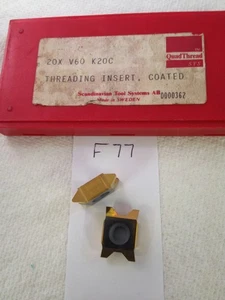 QuadThread
20X V60 K20C
THREADING INSERT, COATED
Scandinavian Tool Systems AB
Made in SWEDEN
0000362
F77